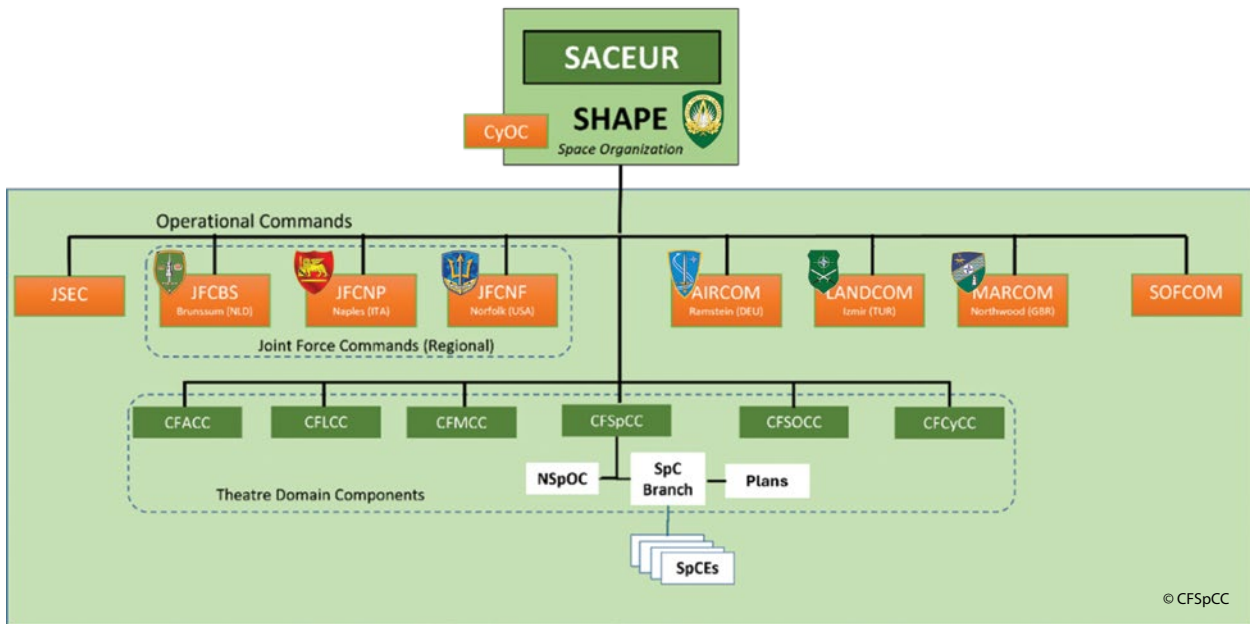 SACEUR
SHAPE
CyOC
Space Organization
Operational Commands
JSEC
JFCBS
Brunssum (NLD)
JFCNP
Naples (ITA)
JFCNF
Norfolk (USA)
AIRCOM
Ramstein (DEU)
LANDCOM
Izmir (TUR)
MARCOM
Northwood (GBR)
SOFCOM
Joint Force Commands (Regional)
CFACC
CFLCC
CFMCC
CFSpCC
CFSOCC
CFCyCC
NSpOC
SpC
Branch
Plans
Theatre Domain Components
SpCEs
© CFSpCC